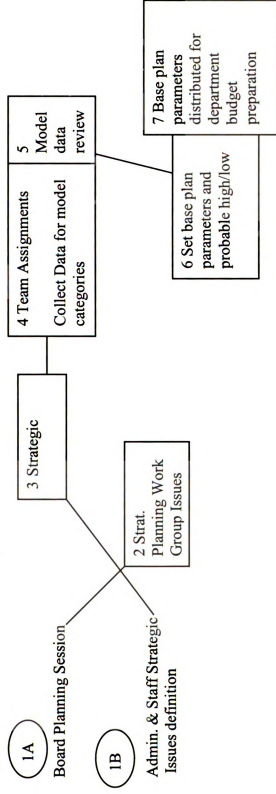 1A
Board Planning Session
1B
Admin. & Staff Strategic
Issues definition
2 Strat.
Planning Work
Group Issues
3 Strategic
4 Team Assignments
Collect Data for model
categories
5
Model
data
review
6 Set base plan
parameters and
probable high/low
7 Base plan
parameters
distributed for
department
budget
preparation